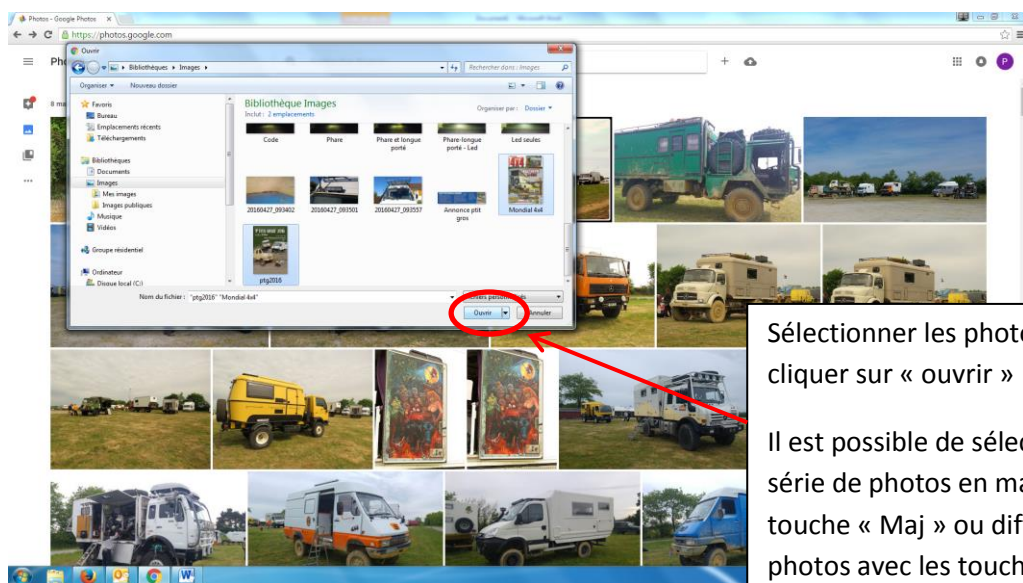 Photos - Google Photos
https://photos.google.com
Ouvrir
Bibliothèques Images
Rechercher dans : Images
Organiser
Nouveau dossier
Favoris
Bureau
Emplacements récents
Téléchargements
Bibliothèques
Documents
Images
Mes images
Images publiques
Musique
Vidéos
Groupe résidentiel
Ordinateur
Disque local (C:)
Bibliothèque Images
Inclut : 2 emplacements
Organiser par : Dossier
Code
Phare
Phare et longue porté
Phare-longue porté - Led
Led seules
20160427_093402
20160427_093501
20160427_093557
Annonce ptit gros
Mondial 4x4
ptg2016
Nom du fichier : "ptg2016" "Mondial 4x4"
Ouvrir
Annuler
P
Sélectionner les phot
cliquer sur « ouvrir »
Il est possible de séle
série de photos en ma
touche « Maj » ou dif
photos avec les touch